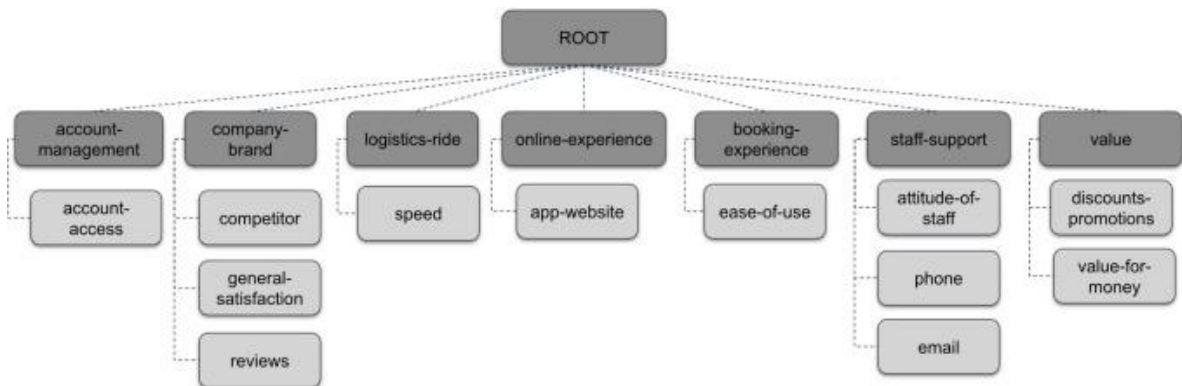 ROOT
account-
management
company-
brand
logistics-ride
online-experience
booking-
experience
staff-support
value
account-
access
competitor
general-
satisfaction
reviews
speed
app-website
ease-of-use
attitude-of-
staff
phone
email
discounts-
promotions
value-for-
money